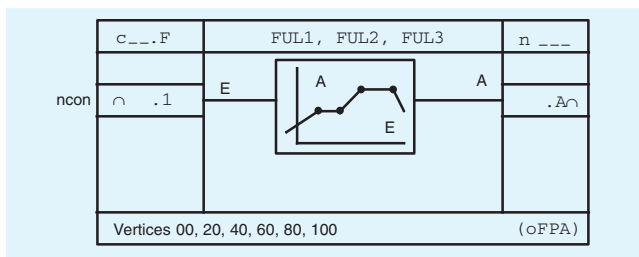 c__.F FUL1, FUL2, FUL3 n ___
ncon ∩ .1 E A A .A∩
E
Vertices 00, 20, 40, 60, 80, 100 (oFPA)